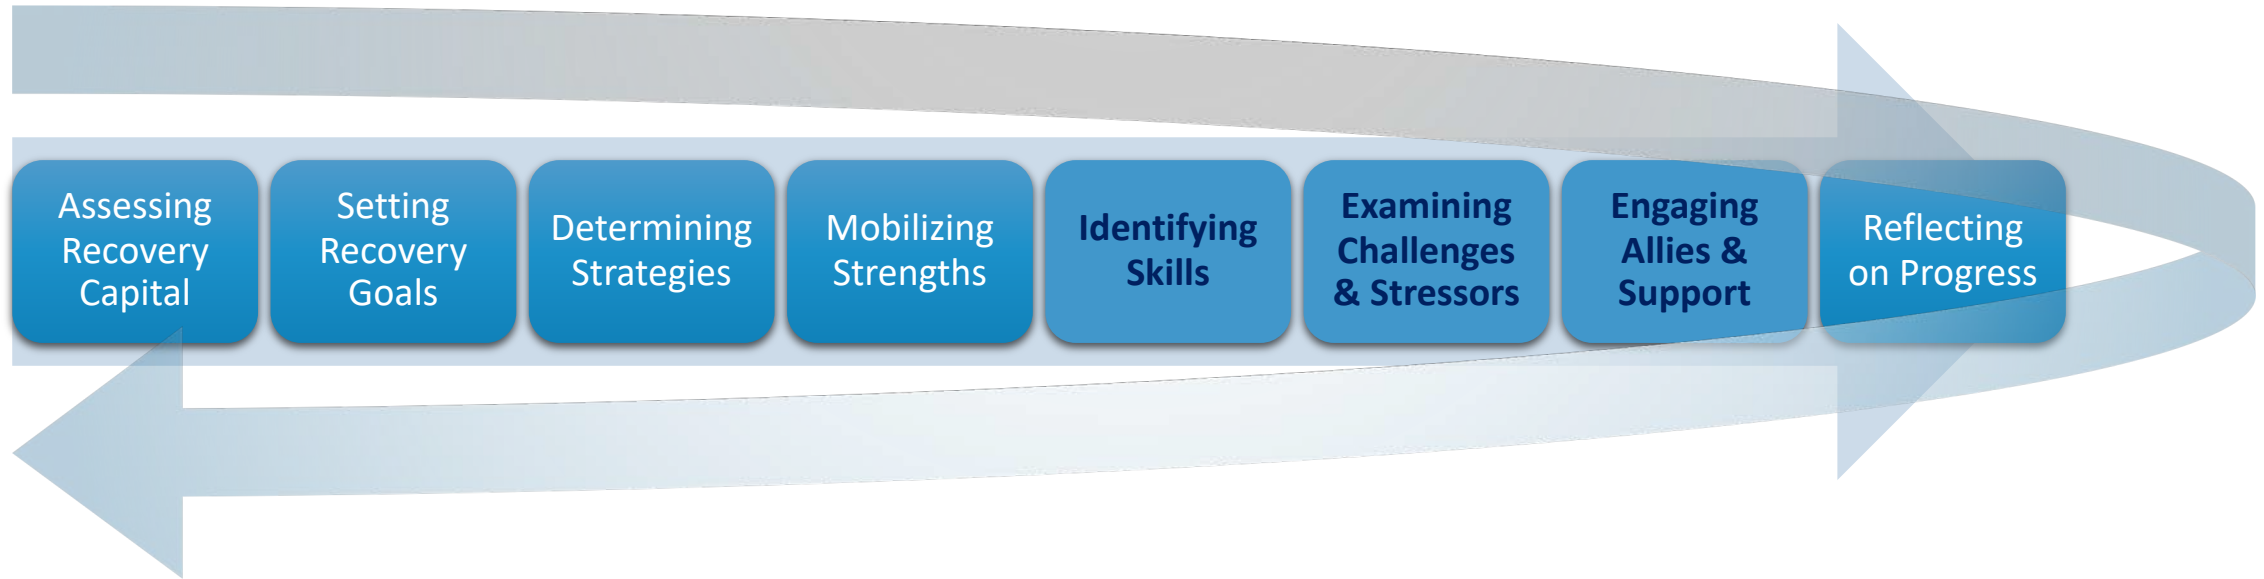 Assessing
Recovery
Capital
Setting
Recovery
Goals
Determining
Strategies
Mobilizing
Strengths
Identifying
Skills
Examining
Challenges
& Stressors
Engaging
Allies &
Support
Reflecting
on Progress